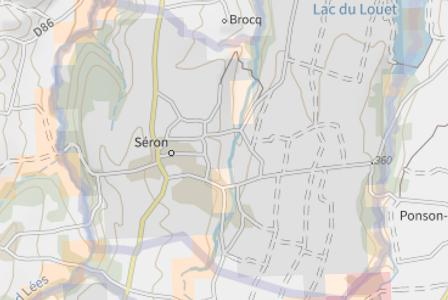 Brocq
Lac du Louet
D86
Séron
360
Ponson-
d Lées